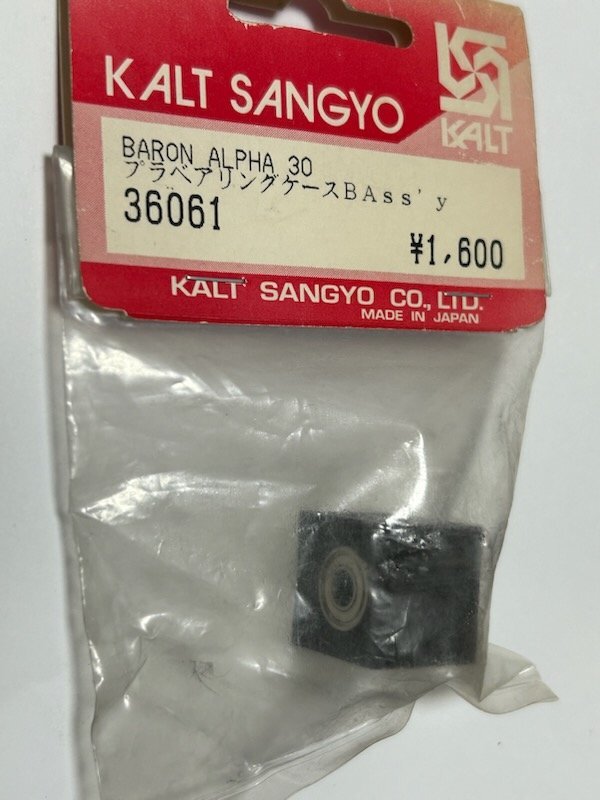 KALT SANGYO
KALT
BARON ALPHA 30
プラベアリングケースBAss'y
36061
¥1,600
KALT SANGYO CO., LTD.
MADE IN JAPAN